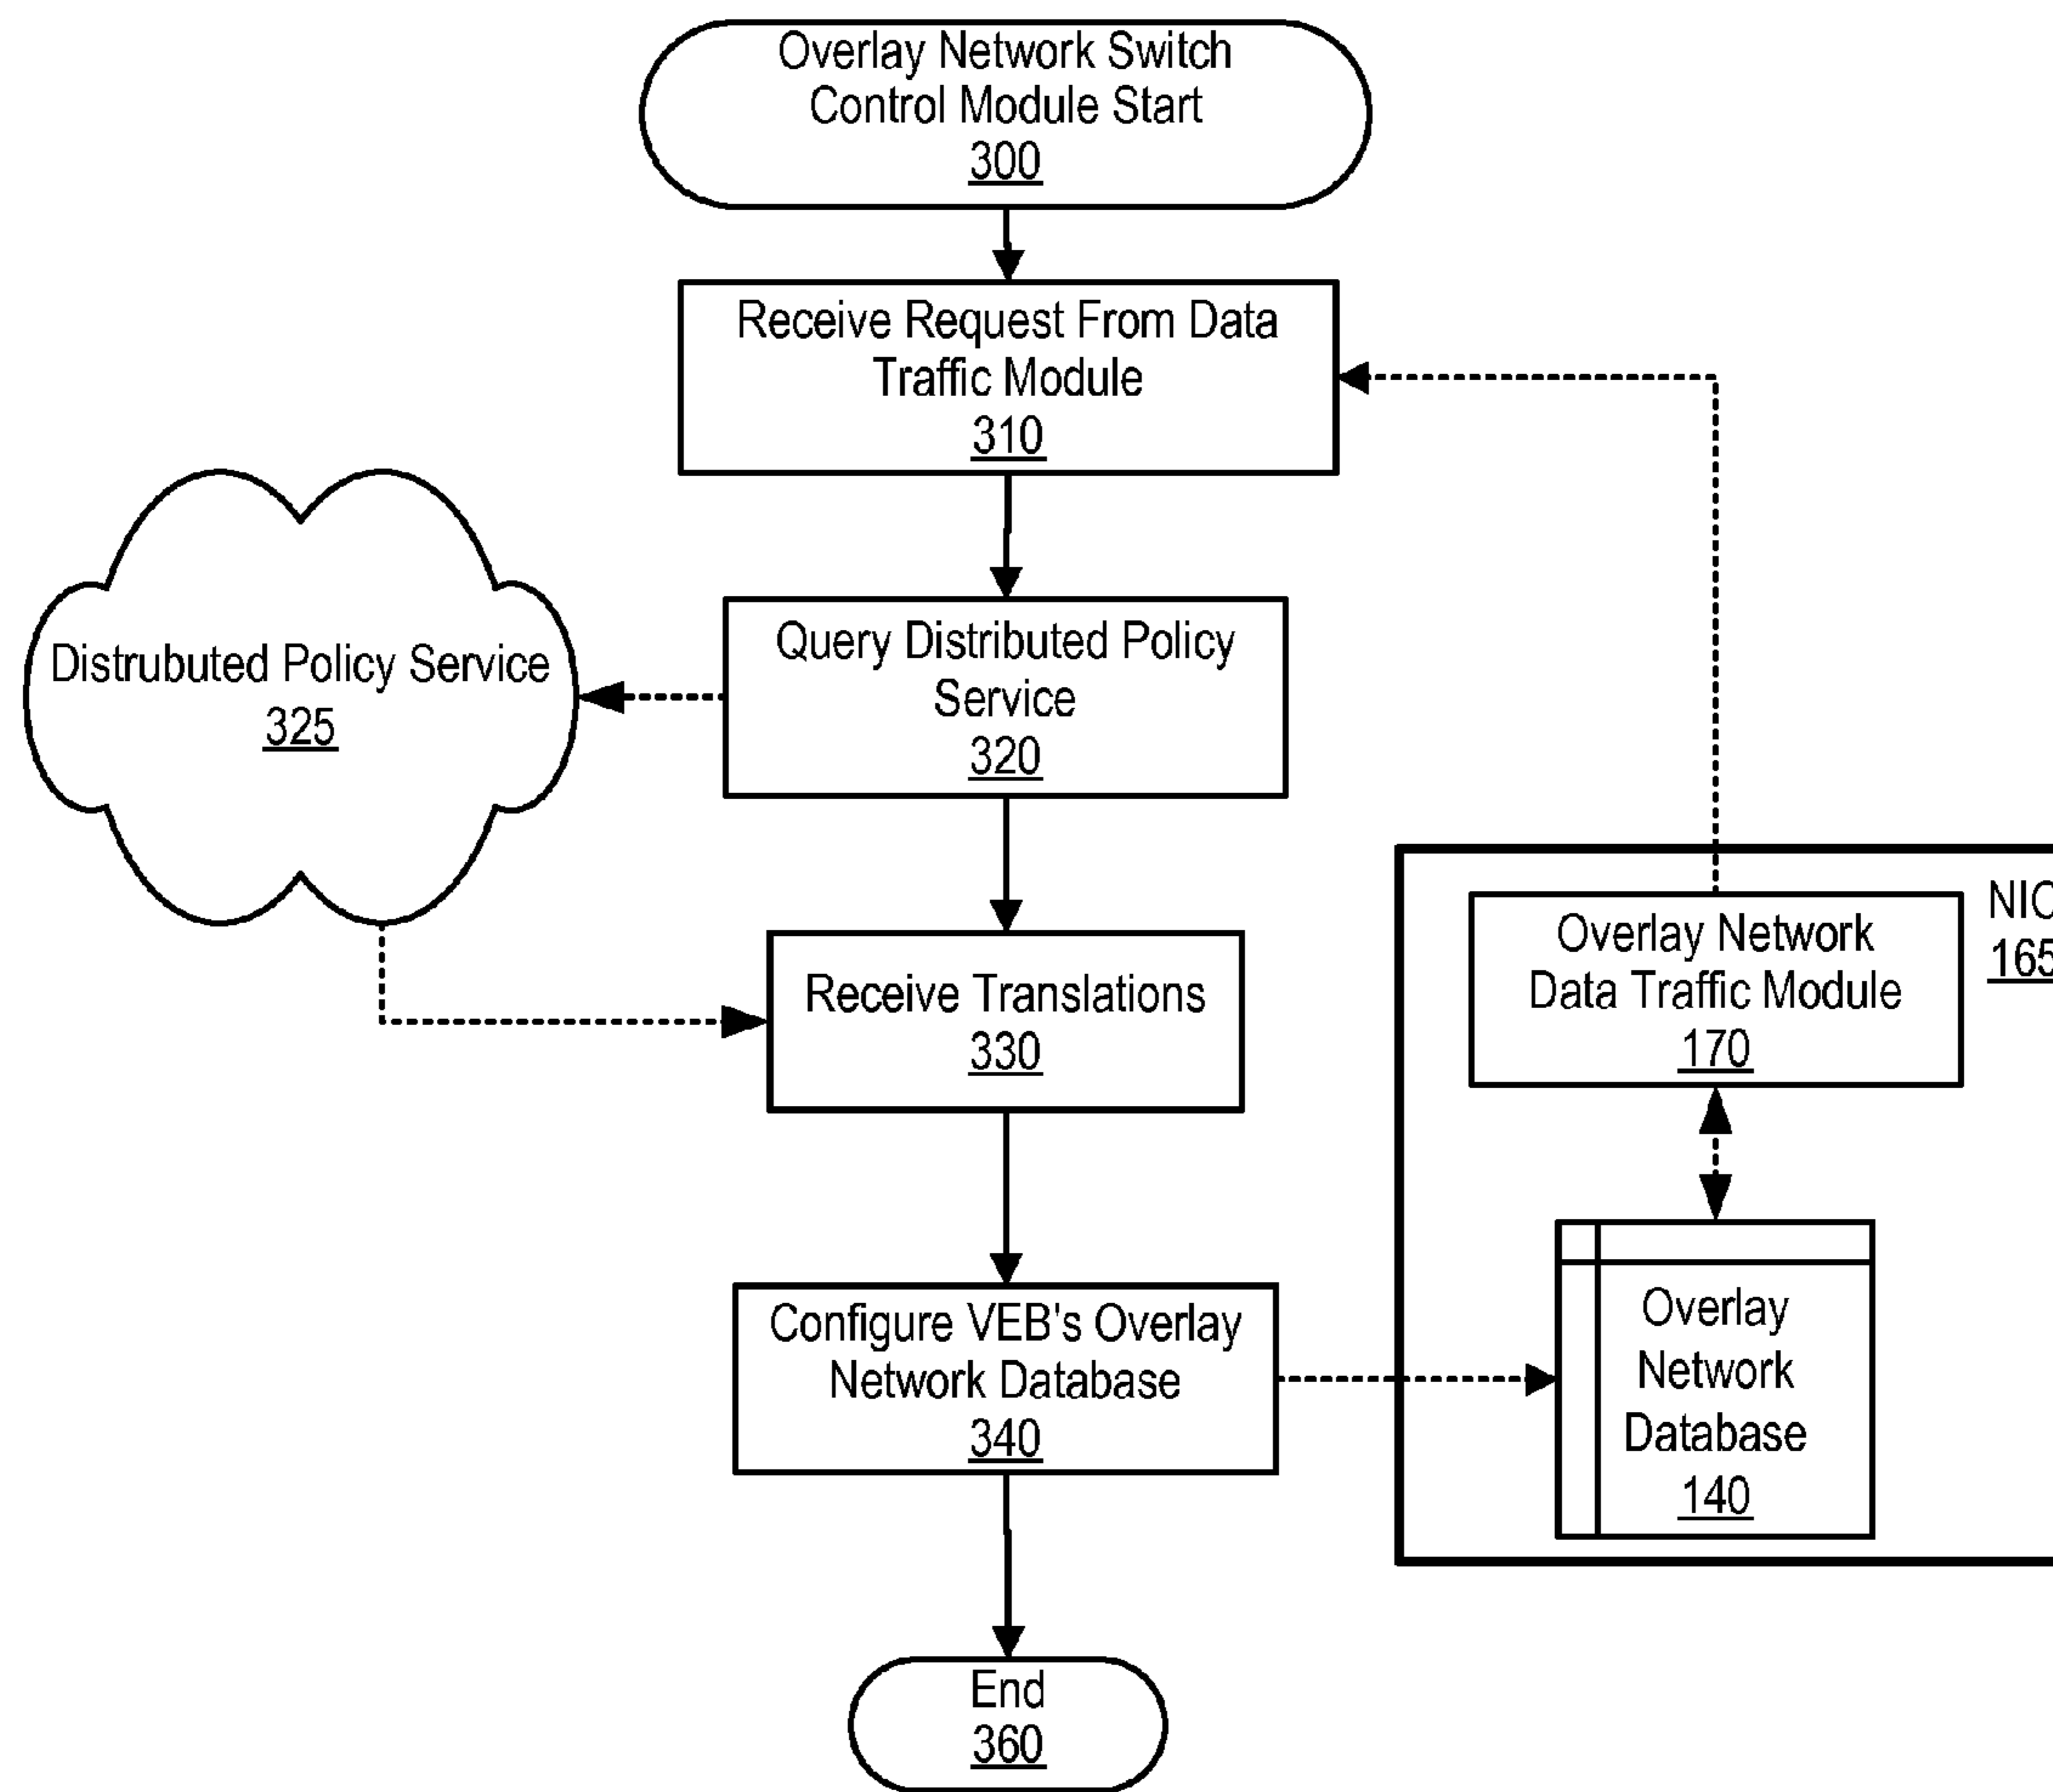 Overlay Network Switch
Control Module Start
300
Receive Request From Data
Traffic Module
310
Distrubuted Policy Service
325
Query Distributed Policy
Service
320
Receive Translations
330
NIC
165
Overlay Network
Data Traffic Module
170
Configure VEB's Overlay
Network Database
340
Overlay
Network
Database
140
End
360